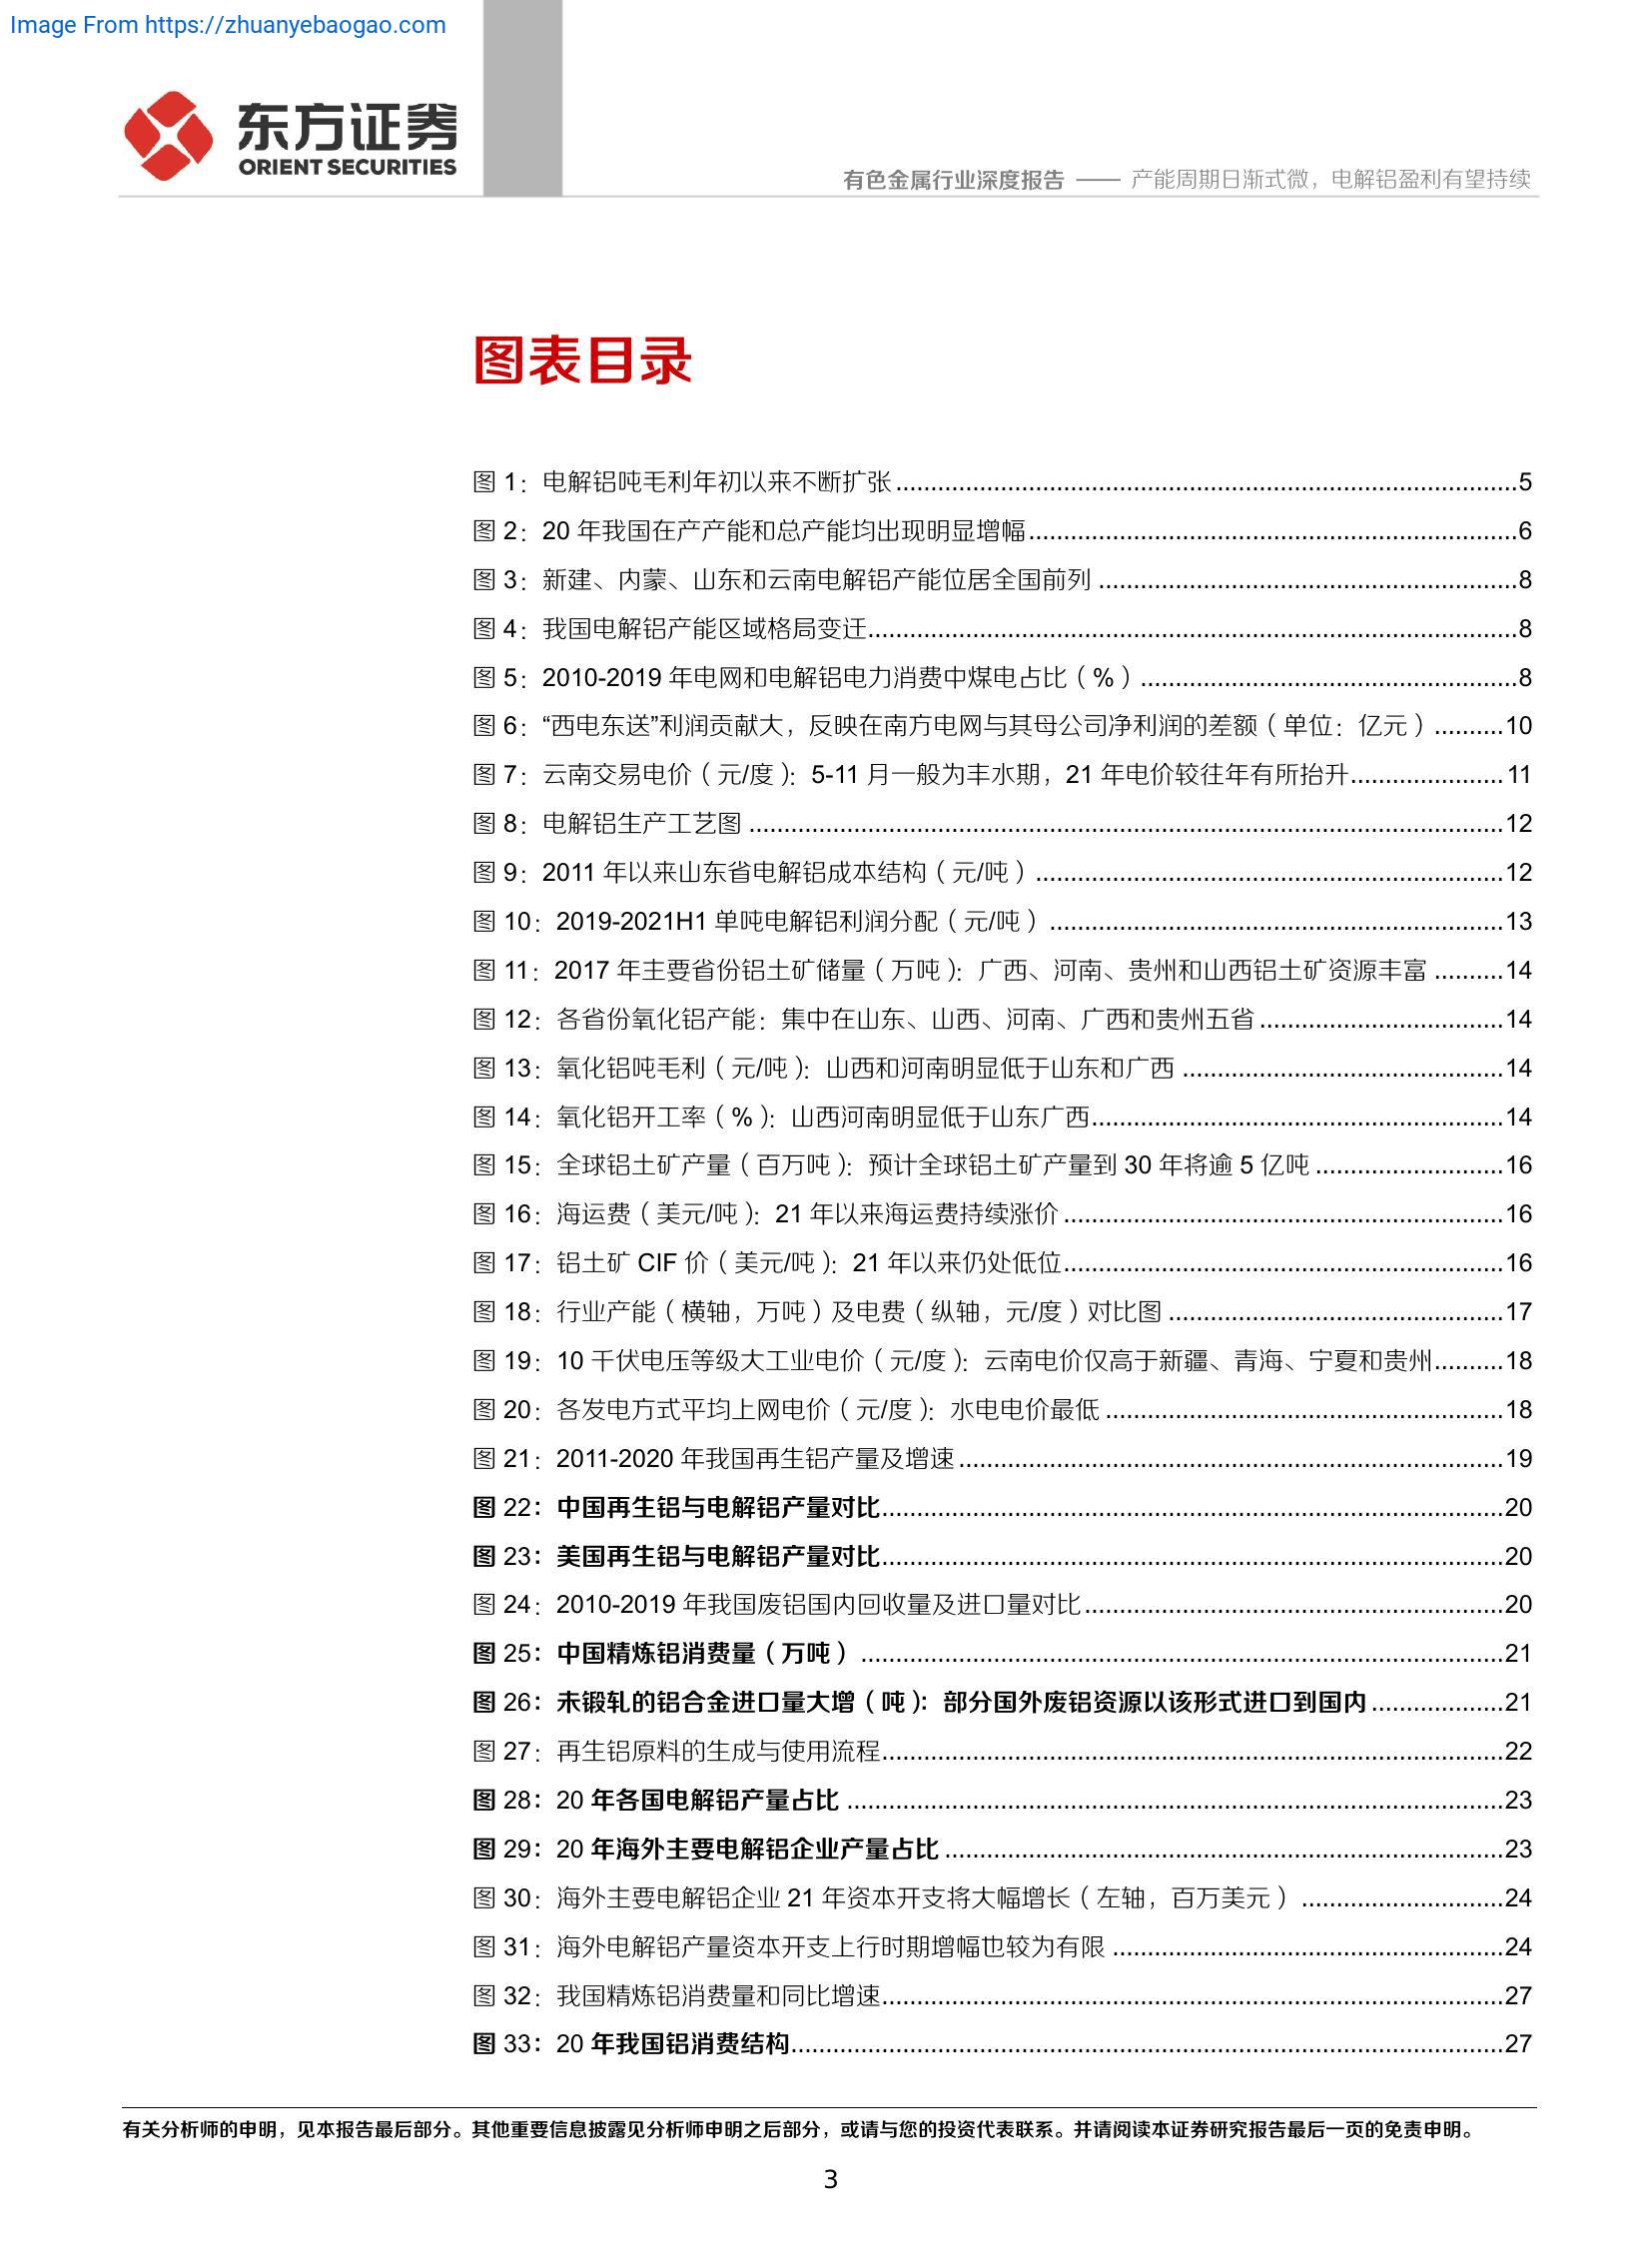 Image From https://zhuanyebaogao.com
东方证券
ORIENT SECURITIES
有色金属行业深度报告 —— 产能周期日渐式微，电解铝盈利有望持续
图表目录
图 1：电解铝吨毛利年初以来不断扩张........................................5
图 2：20 年我国在产产能和总产能均出现明显增幅........................................6
图 3：新建、内蒙、山东和云南电解铝产能位居全国前列 ........................................8
图 4：我国电解铝产能区域格局变迁........................................8
图 5：2010-2019 年电网和电解铝电力消费中煤电占比（%）........................................8
图 6：“西电东送”利润贡献大，反映在南方电网与其母公司净利润的差额（单位：亿元）..........10
图 7：云南交易电价（元/度）：5-11 月一般为丰水期，21 年电价较往年有所抬升......................11
图 8：电解铝生产工艺图 ........................................12
图 9：2011 年以来山东省电解铝成本结构（元/吨）........................................12
图 10：2019-2021H1 单吨电解铝利润分配（元/吨）........................................13
图 11：2017 年主要省份铝土矿储量（万吨）：广西、河南、贵州和山西铝土矿资源丰富 ..........14
图 12：各省份氧化铝产能：集中在山东、山西、河南、广西和贵州五省...................................14
图 13：氧化铝吨毛利（元/吨）：山西和河南明显低于山东和广西 ........................................14
图 14：氧化铝开工率（%）：山西河南明显低于山东广西........................................14
图 15：全球铝土矿产量（百万吨）：预计全球铝土矿产量到 30 年将逾 5 亿吨...........................16
图 16：海运费（美元/吨）：21 年以来海运费持续涨价........................................16
图 17：铝土矿 CIF 价（美元/吨）：21 年以来仍处低位........................................16
图 18：行业产能（横轴，万吨）及电费（纵轴，元/度）对比图 ........................................17
图 19：10 千伏电压等级大工业电价（元/度）：云南电价仅高于新疆、青海、宁夏和贵州..........18
图 20：各发电方式平均上网电价（元/度）：水电电价最低........................................18
图 21：2011-2020 年我国再生铝产量及增速........................................19
图 22：中国再生铝与电解铝产量对比........................................20
图 23：美国再生铝与电解铝产量对比........................................20
图 24：2010-2019 年我国废铝国内回收量及进口量对比........................................20
图 25：中国精炼铝消费量（万吨）........................................21
图 26：未锻轧的铝合金进口量大增（吨）：部分国外废铝资源以该形式进口到国内...................21
图 27：再生铝原料的生成与使用流程........................................22
图 28：20 年各国电解铝产量占比 ........................................23
图 29：20 年海外主要电解铝企业产量占比 ........................................23
图 30：海外主要电解铝企业 21 年资本开支将大幅增长（左轴，百万美元）.............................24
图 31：海外电解铝产量资本开支上行时期增幅也较为有限 ........................................24
图 32：我国精炼铝消费量和同比增速........................................27
图 33：20 年我国铝消费结构........................................27
有关分析师的申明，见本报告最后部分。其他重要信息披露见分析师申明之后部分，或请与您的投资代表联系。并请阅读本证券研究报告最后一页的免责申明。
3